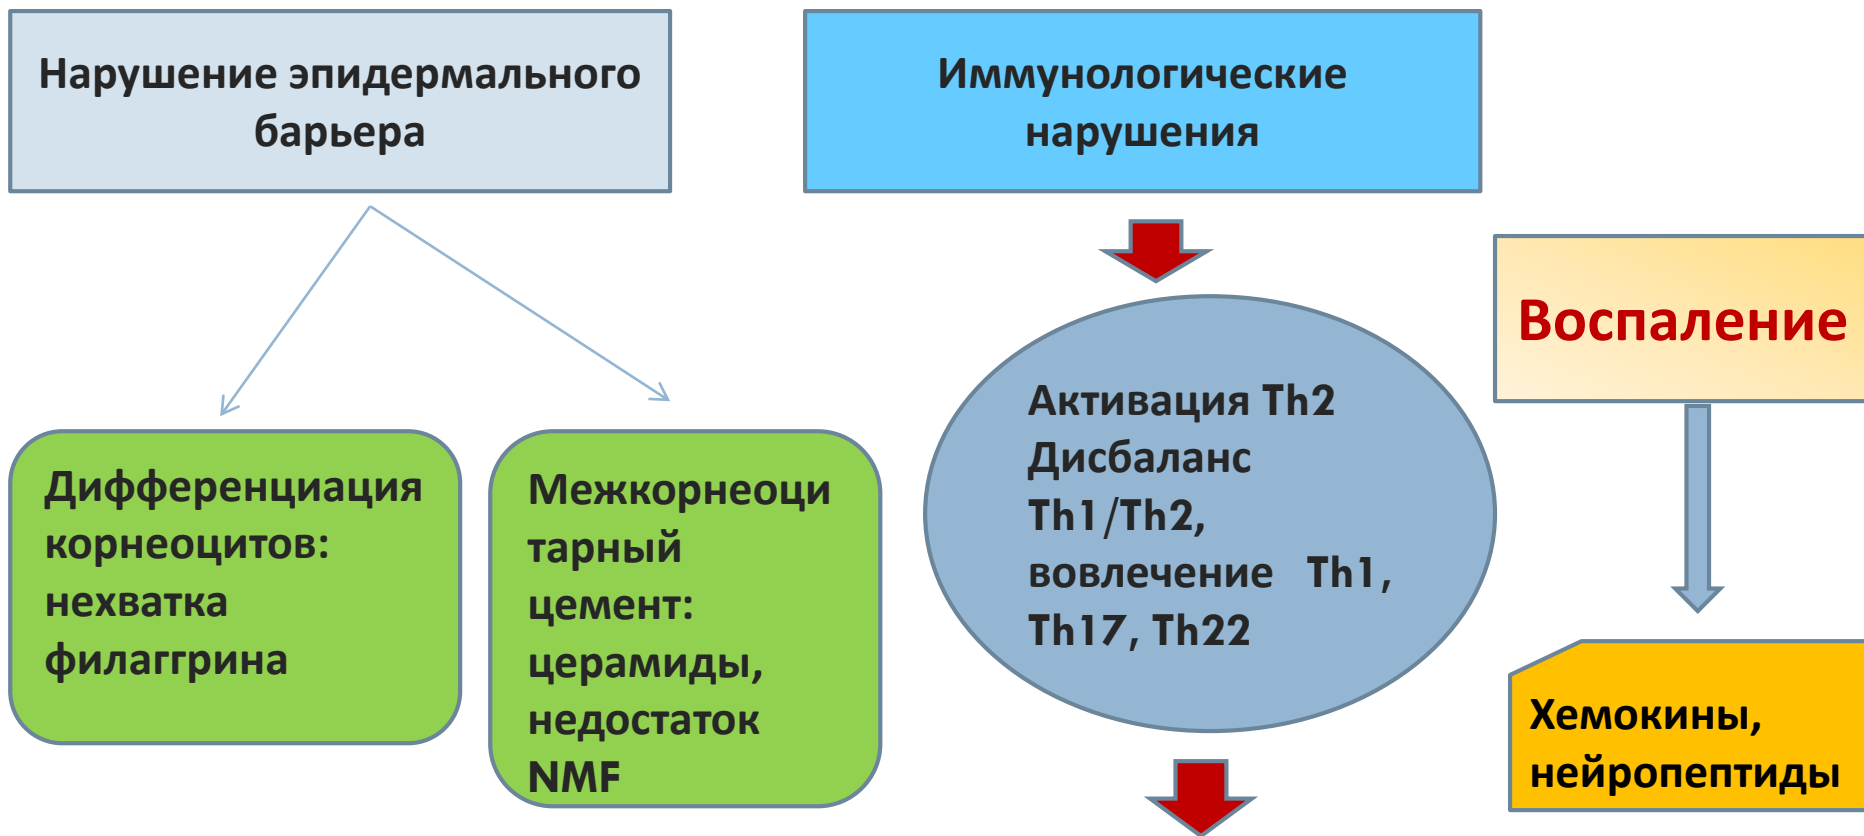 Нарушение эпидермального
барьера
Иммунологические
нарушения
Воспаление
Дифференциация
корнеоцитов:
нехватка
филаггрина
Межкорнеоци
тарный
цемент:
церамиды,
недостаток
NMF
Активация Th2
Дисбаланс
Th1/Th2,
вовлечение Th1,
Th17, Th22
Хемокины,
нейропептиды